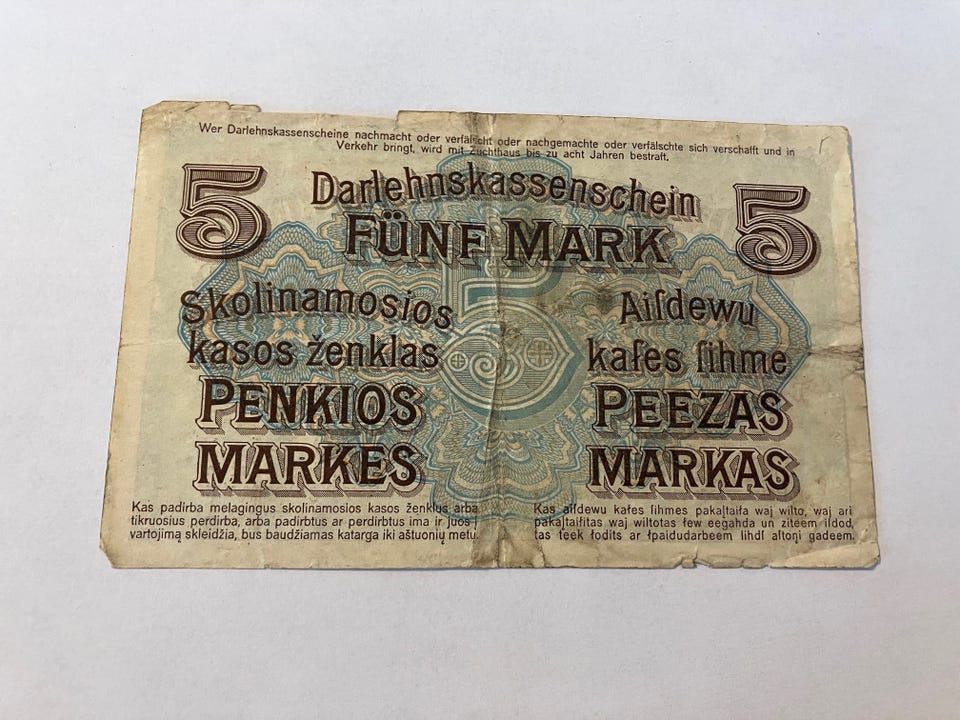 Wer Darlehnskassenscheine nachmacht oder verfälscht oder nachgemachte oder verfälschte sich verschafft und in
Verkehr bringt, wird mit Zuchthaus bis zu acht Jahren bestraft.
5
Darlehnskassenschein
5
FÜNF MARK
5
Skolinamosios
kasos ženklas
PENKIOS
MARKES
Aiſdewu
kaſes ſihme
PEEZAS
MARKAS
Kas padirba melagingus skolinamosios kasos ženklus arba
tikruosius perdirba, arba padirbtus ar perdirbtus ima ir juos
vartojimą skleidžia, bus baudžiamas katarga iki aštuonių metų.
Kas aiſdewu kaſes ſihmes pakaļtaiſa waj wilto, waj ari
pakaļtaiſitas waj wiltotas ſew eegahda un ziteem iſdod,
tas teek ſodits ar ſpaidudarbeem lihdſ aſtoņi gadeem.